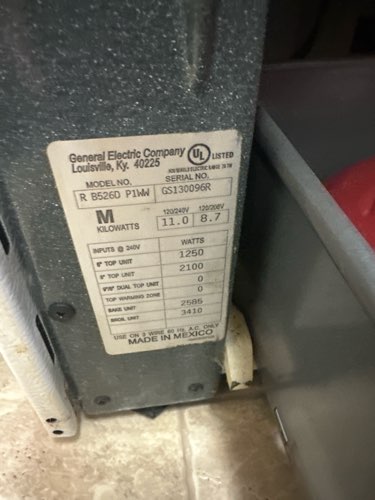 General Electric Company
Louisville, Ky. 40225
UL LISTED
MODEL NO. SERIAL NO.
R B526D P1WW GS130096R
M KILOWATTS 120/240V 11.0 120/208V 8.7
INPUTS @ 240V WATTS
6" TOP UNIT 1250
8" TOP UNIT 2100
6"/9" DUAL TOP UNIT 0
TOP WARMING ZONE 0
BAKE UNIT 2585
BROIL UNIT 3410
USE ON 3 WIRE 60 Hz. A.C. ONLY
MADE IN MEXICO